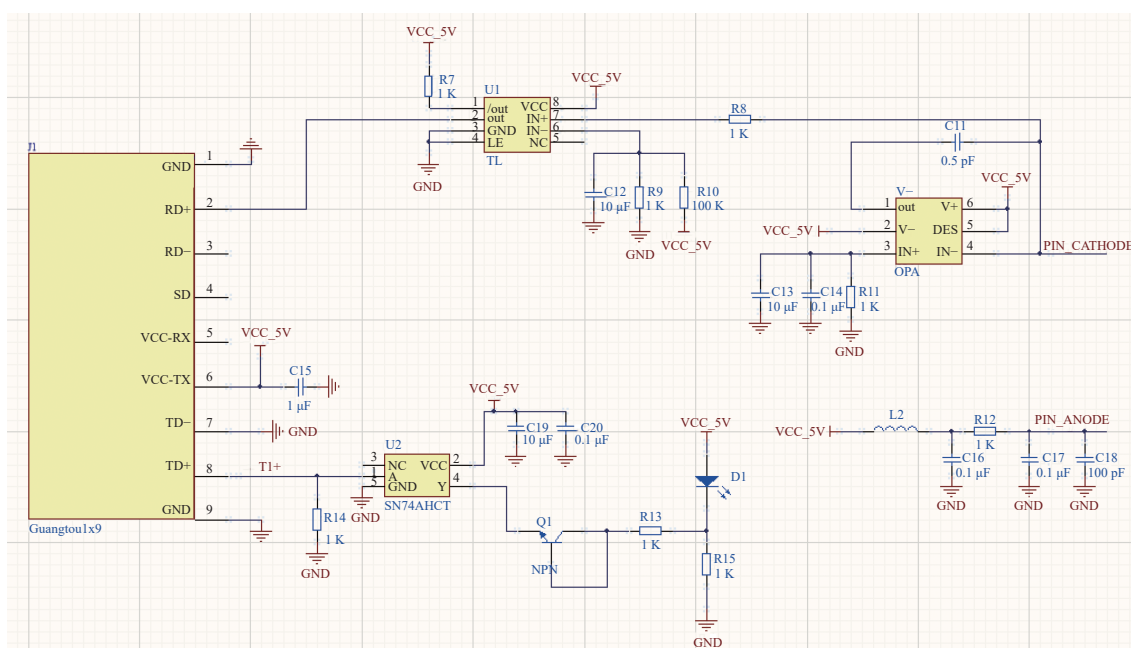 VCC_5V
R7
1 K
U1
1
2
3
4
/out
out
GND
LE
VCC
IN+
IN−
NC
8
7
6
5
TL
VCC_5V
GND
R8
1 K
C11
0.5 pF
C12
10 μF
R9
1 K
R10
100 K
GND
VCC_5V
VCC_5V
V−
1
2
3
out
V−
IN+
V+
DES
IN−
6
5
4
OPA
VCC_5V
PIN_CATHODE
C13
10 μF
C14
0.1 μF
R11
1 K
GND
J1
GND
1
RD+
2
RD−
3
SD
4
VCC-RX
5
VCC-TX
6
TD−
7
TD+
8
GND
9
Guangtou1x9
VCC_5V
C15
1 μF
GND
T1+
R14
1 K
GND
VCC_5V
C19
10 μF
C20
0.1 μF
U2
3
1
5
NC
A
GND
VCC
Y
2
4
SN74AHCT
GND
Q1
NPN
R13
1 K
VCC_5V
D1
R15
1 K
GND
VCC_5V
L2
R12
1 K
PIN_ANODE
C16
0.1 μF
C17
0.1 μF
C18
100 pF
GND
GND
GND